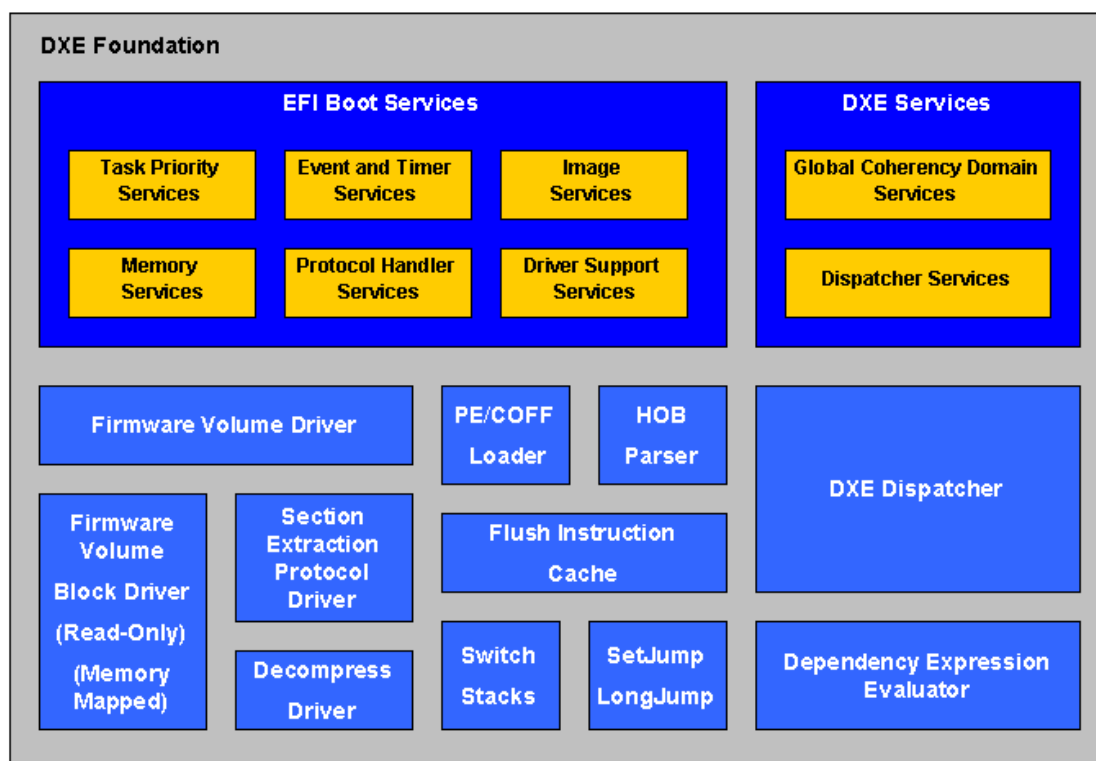 DXE Foundation
EFI Boot Services
DXE Services
Task Priority
Services
Event and Timer
Services
Image
Services
Global Coherency Domain
Services
Memory
Services
Protocol Handler
Services
Driver Support
Services
Dispatcher Services
Firmware Volume Driver
PE/COFF
Loader
HOB
Parser
DXE Dispatcher
Firmware
Volume
Block Driver
(Read-Only)
(Memory
Mapped)
Section
Extraction
Protocol
Driver
Flush Instruction
Cache
Decompress
Driver
Switch
Stacks
SetJump
LongJump
Dependency Expression
Evaluator